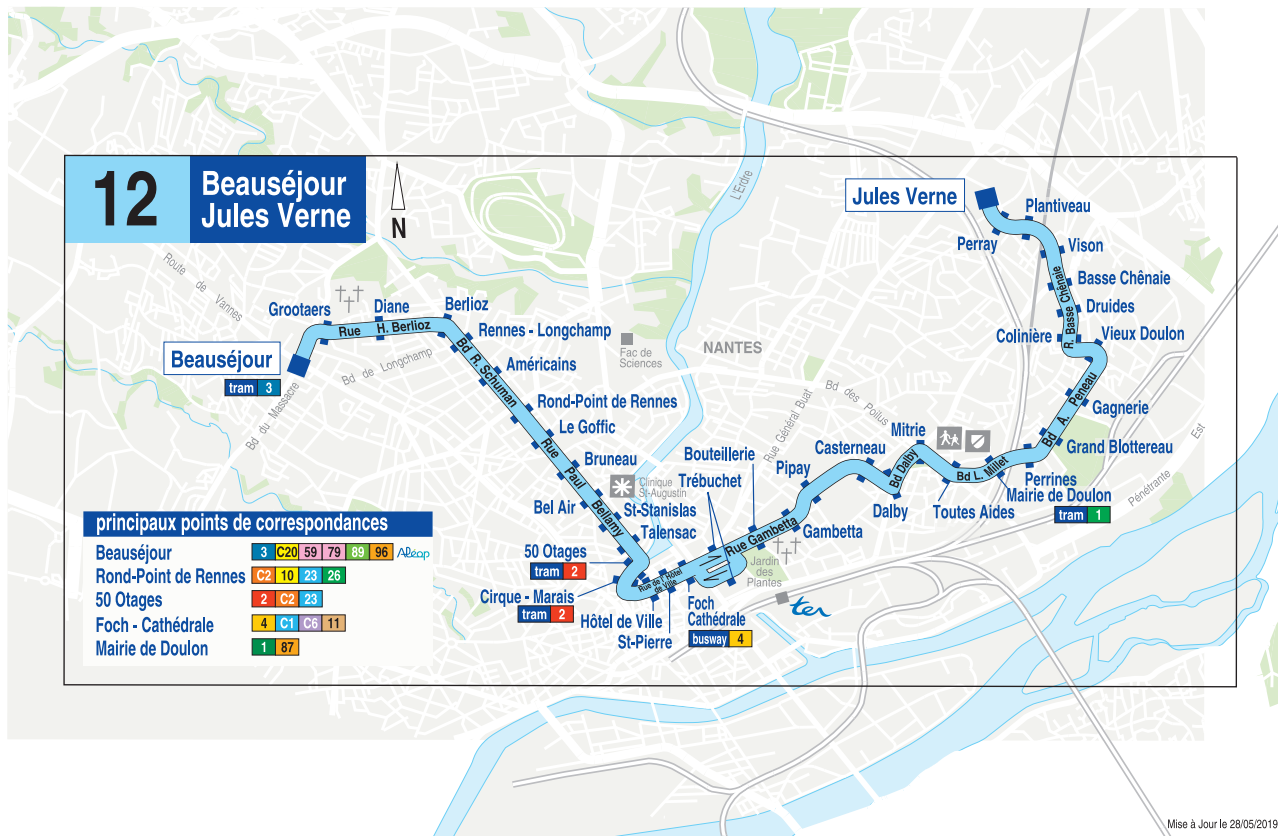 12
Beauséjour
Jules Verne
N
L'Erdre
Jules Verne
Plantiveau
Perray
Vison
Basse Chênaie
R. Basse Chênaie
Druides
Colinière
Vieux Doulon
Bd A. Peneau
Gagnerie
Grand Blottereau
Est
Pénétrante
Route de Vannes
Grootaers
Diane
Berlioz
Rue H. Berlioz
Rennes - Longchamp
Beauséjour
tram 3
Bd de Longchamp
Bd du Massacre
Bd R. Schuman
Américains
Fac de
Sciences
NANTES
Rond-Point de Rennes
Le Goffic
Rue Paul Bellamy
Bruneau
Clinique
St-Augustin
Bel Air
St-Stanislas
Talensac
50 Otages
tram 2
Cirque - Marais
tram 2
Rue de l'Hôtel
de Ville
Hôtel de Ville
St-Pierre
Foch
Cathédrale
busway 4
Bouteillerie
Trébuchet
Rue Gambetta
Rue Général Buat
Bd des Poilus
Pipay
Gambetta
Jardin
des
Plantes
ter
Casterneau
Mitrie
Bd Dalby
Dalby
Bd L. Millet
Toutes Aides
Perrines
Mairie de Doulon
tram 1
principaux points de correspondances
Beauséjour 3 C20 59 79 89 96 Aléop
Rond-Point de Rennes C2 10 23 26
50 Otages 2 C2 23
Foch - Cathédrale 4 C1 C6 11
Mairie de Doulon 1 87
Mise à Jour le 28/05/2019